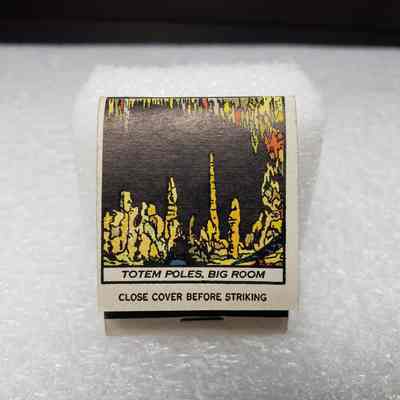 TOTEM POLES, BIG ROOM
CLOSE COVER BEFORE STRIKING